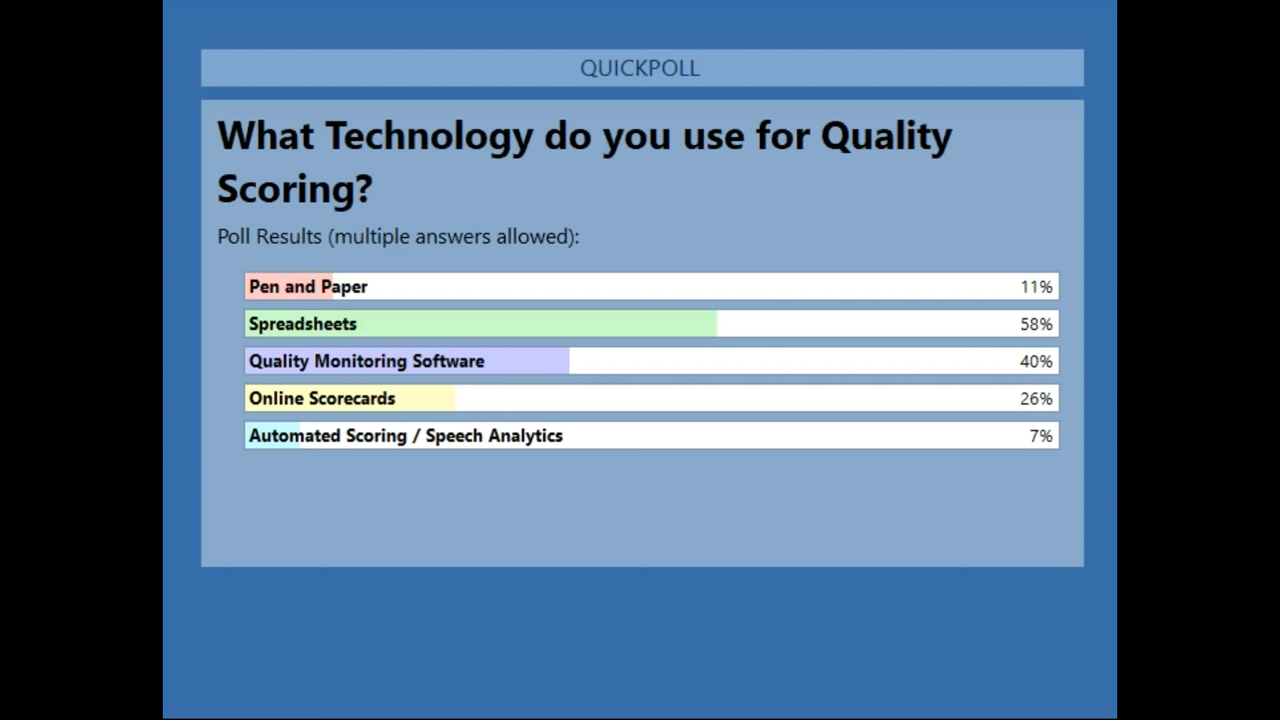 QUICKPOLL
What Technology do you use for Quality
Scoring?
Poll Results (multiple answers allowed):
Pen and Paper 11%
Spreadsheets 58%
Quality Monitoring Software 40%
Online Scorecards 26%
Automated Scoring / Speech Analytics 7%